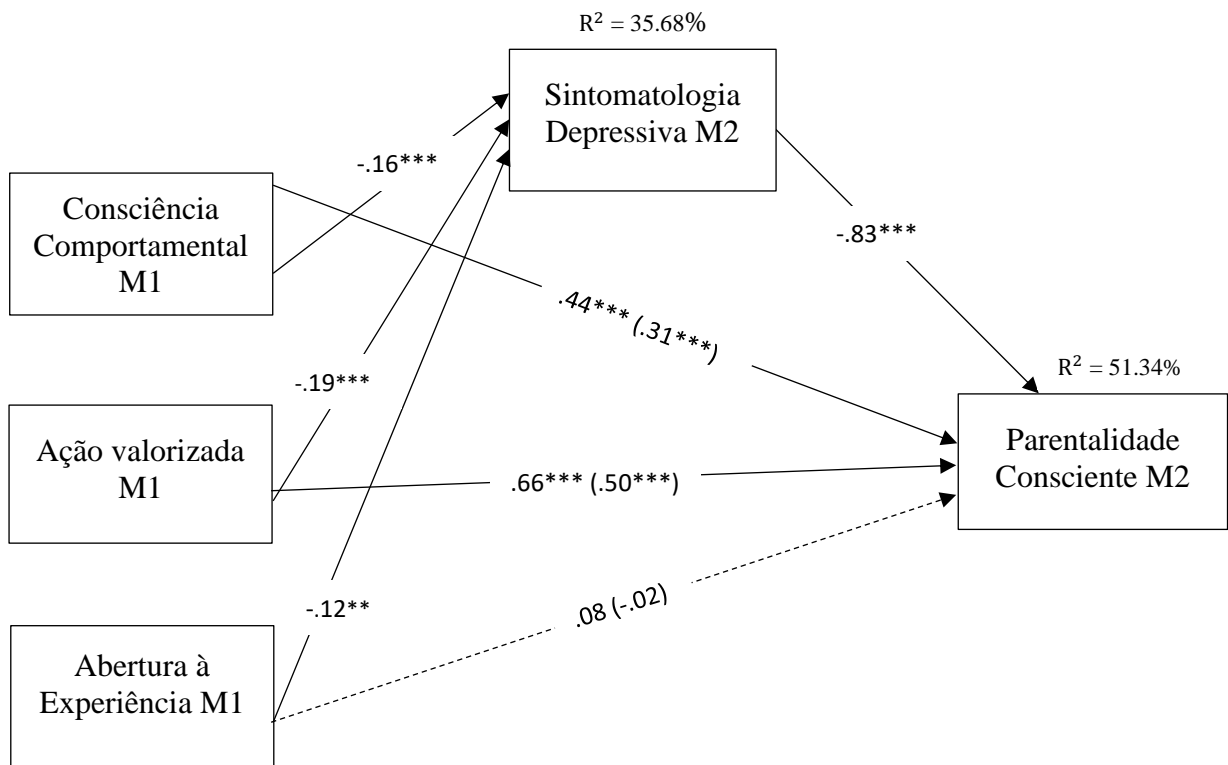 R² = 35.68%
Sintomatologia
Depressiva M2
-.16***
Consciência
Comportamental
M1
-.83***
.44*** (.31***)
R² = 51.34%
-.19***
Ação valorizada
M1
Parentalidade
Consciente M2
.66*** (.50***)
-.12**
.08 (-.02)
Abertura à
Experiência M1